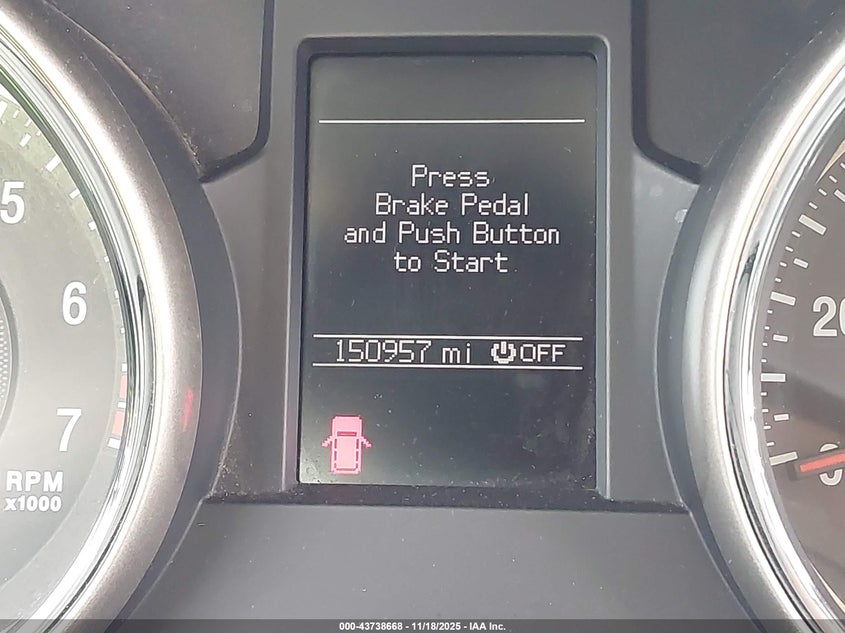 5
6
7
RPM
x1000
Press
Brake Pedal
and Push Button
to Start
150957 mi OFF
20
0
000-43738668 - 11/18/2025 - IAA Inc.